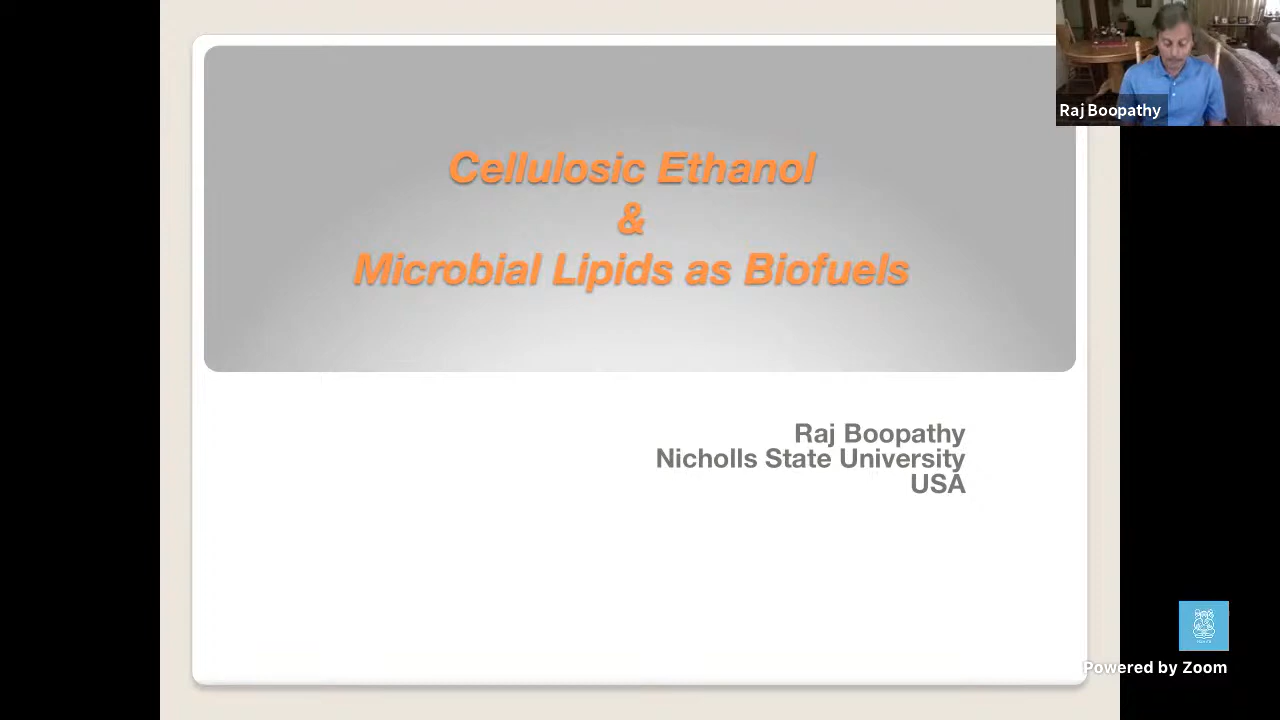 Cellulosic Ethanol
&
Microbial Lipids as Biofuels
Raj Boopathy
Raj Boopathy
Nicholls State University
USA
Powered by Zoom